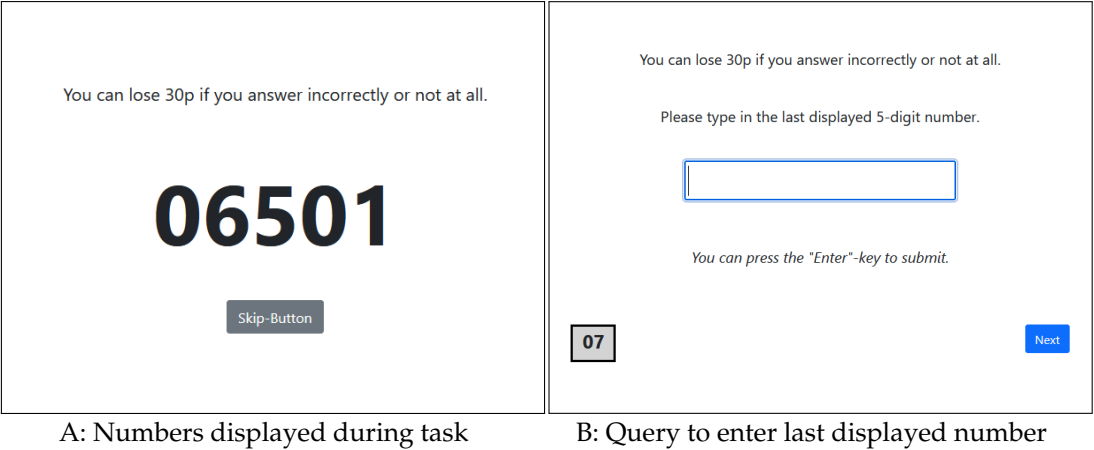 You can lose 30p if you answer incorrectly or not at all.
06501
Skip-Button
A: Numbers displayed during task
You can lose 30p if you answer incorrectly or not at all.
Please type in the last displayed 5-digit number.
You can press the "Enter"-key to submit.
07
Next
B: Query to enter last displayed number